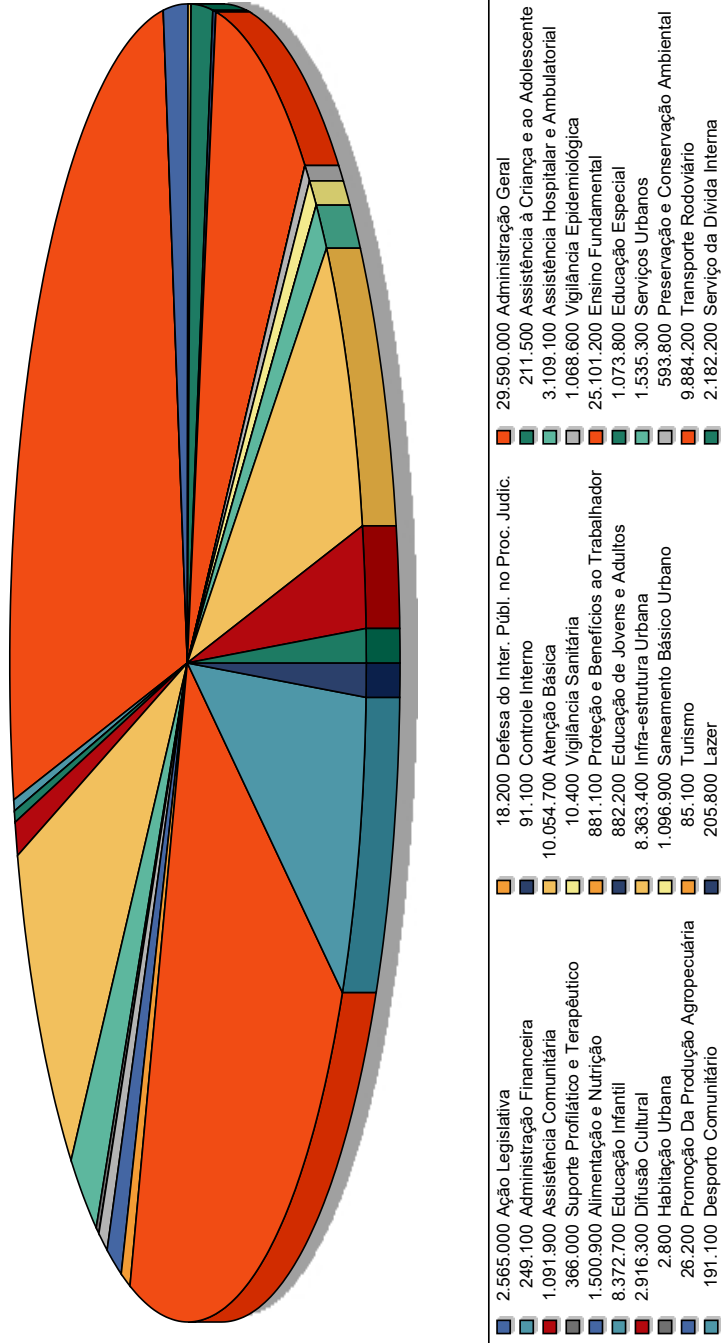 2.565.000 Ação Legislativa
249.100 Administração Financeira
1.091.900 Assistência Comunitária
366.000 Suporte Profilático e Terapêutico
1.500.900 Alimentação e Nutrição
8.372.700 Educação Infantil
2.916.300 Difusão Cultural
2.800 Habitação Urbana
26.200 Promoção Da Produção Agropecuária
191.100 Desporto Comunitário
18.200 Defesa do Inter. Públ. no Proc. Judic.
91.100 Controle Interno
10.054.700 Atenção Básica
10.400 Vigilância Sanitária
881.100 Proteção e Benefícios ao Trabalhador
882.200 Educação de Jovens e Adultos
8.363.400 Infra-estrutura Urbana
1.096.900 Saneamento Básico Urbano
85.100 Turismo
205.800 Lazer
29.590.000 Administração Geral
211.500 Assistência à Criança e ao Adolescente
3.109.100 Assistência Hospitalar e Ambulatorial
1.068.600 Vigilância Epidemiológica
25.101.200 Ensino Fundamental
1.073.800 Educação Especial
1.535.300 Serviços Urbanos
593.800 Preservação e Conservação Ambiental
9.884.200 Transporte Rodoviário
2.182.200 Serviço da Dívida Interna